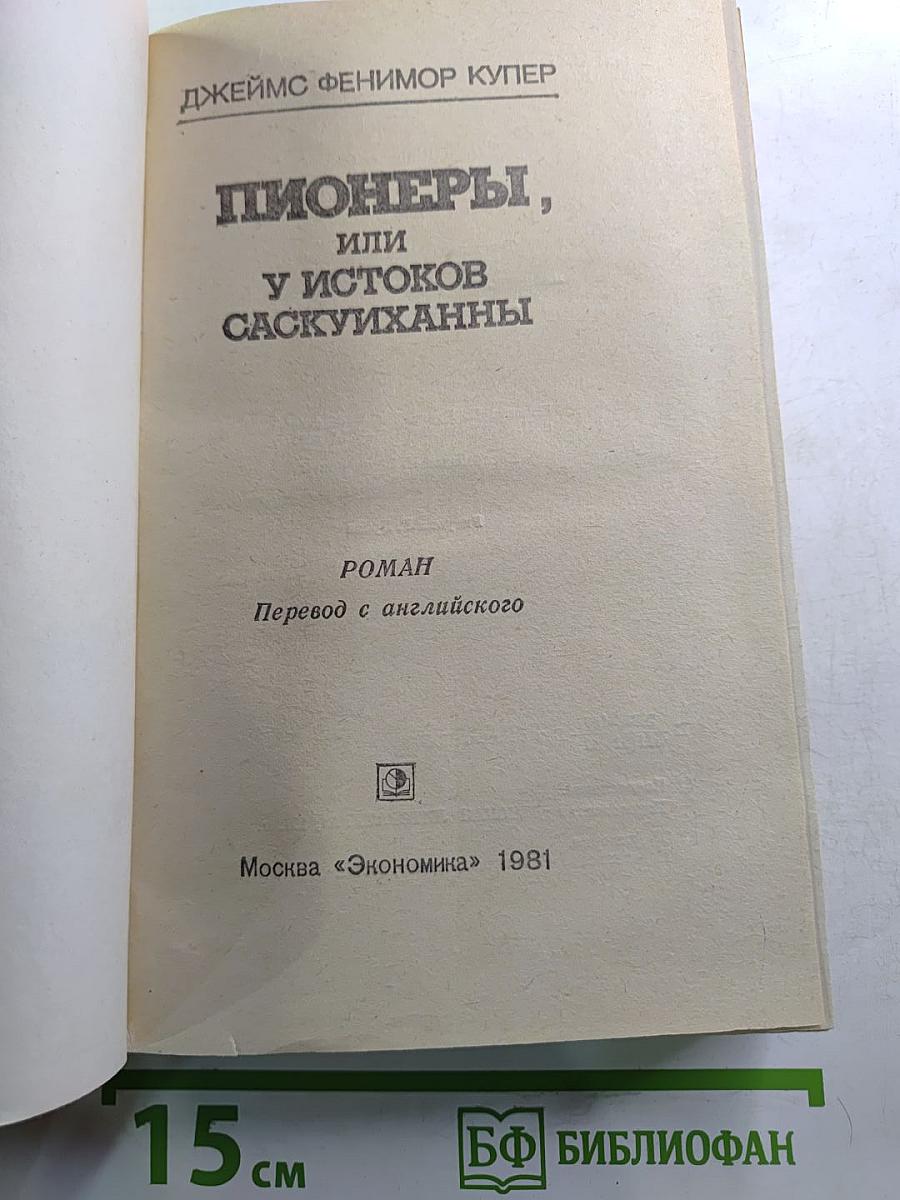 ДЖЕЙМС ФЕНИМОР КУПЕР
ПИОНЕРЫ,
ИЛИ
У ИСТОКОВ
САСКУИХАННЫ
РОМАН
Перевод с английского
Москва «Экономика» 1981
15 см
БФ БИБЛИОФАН